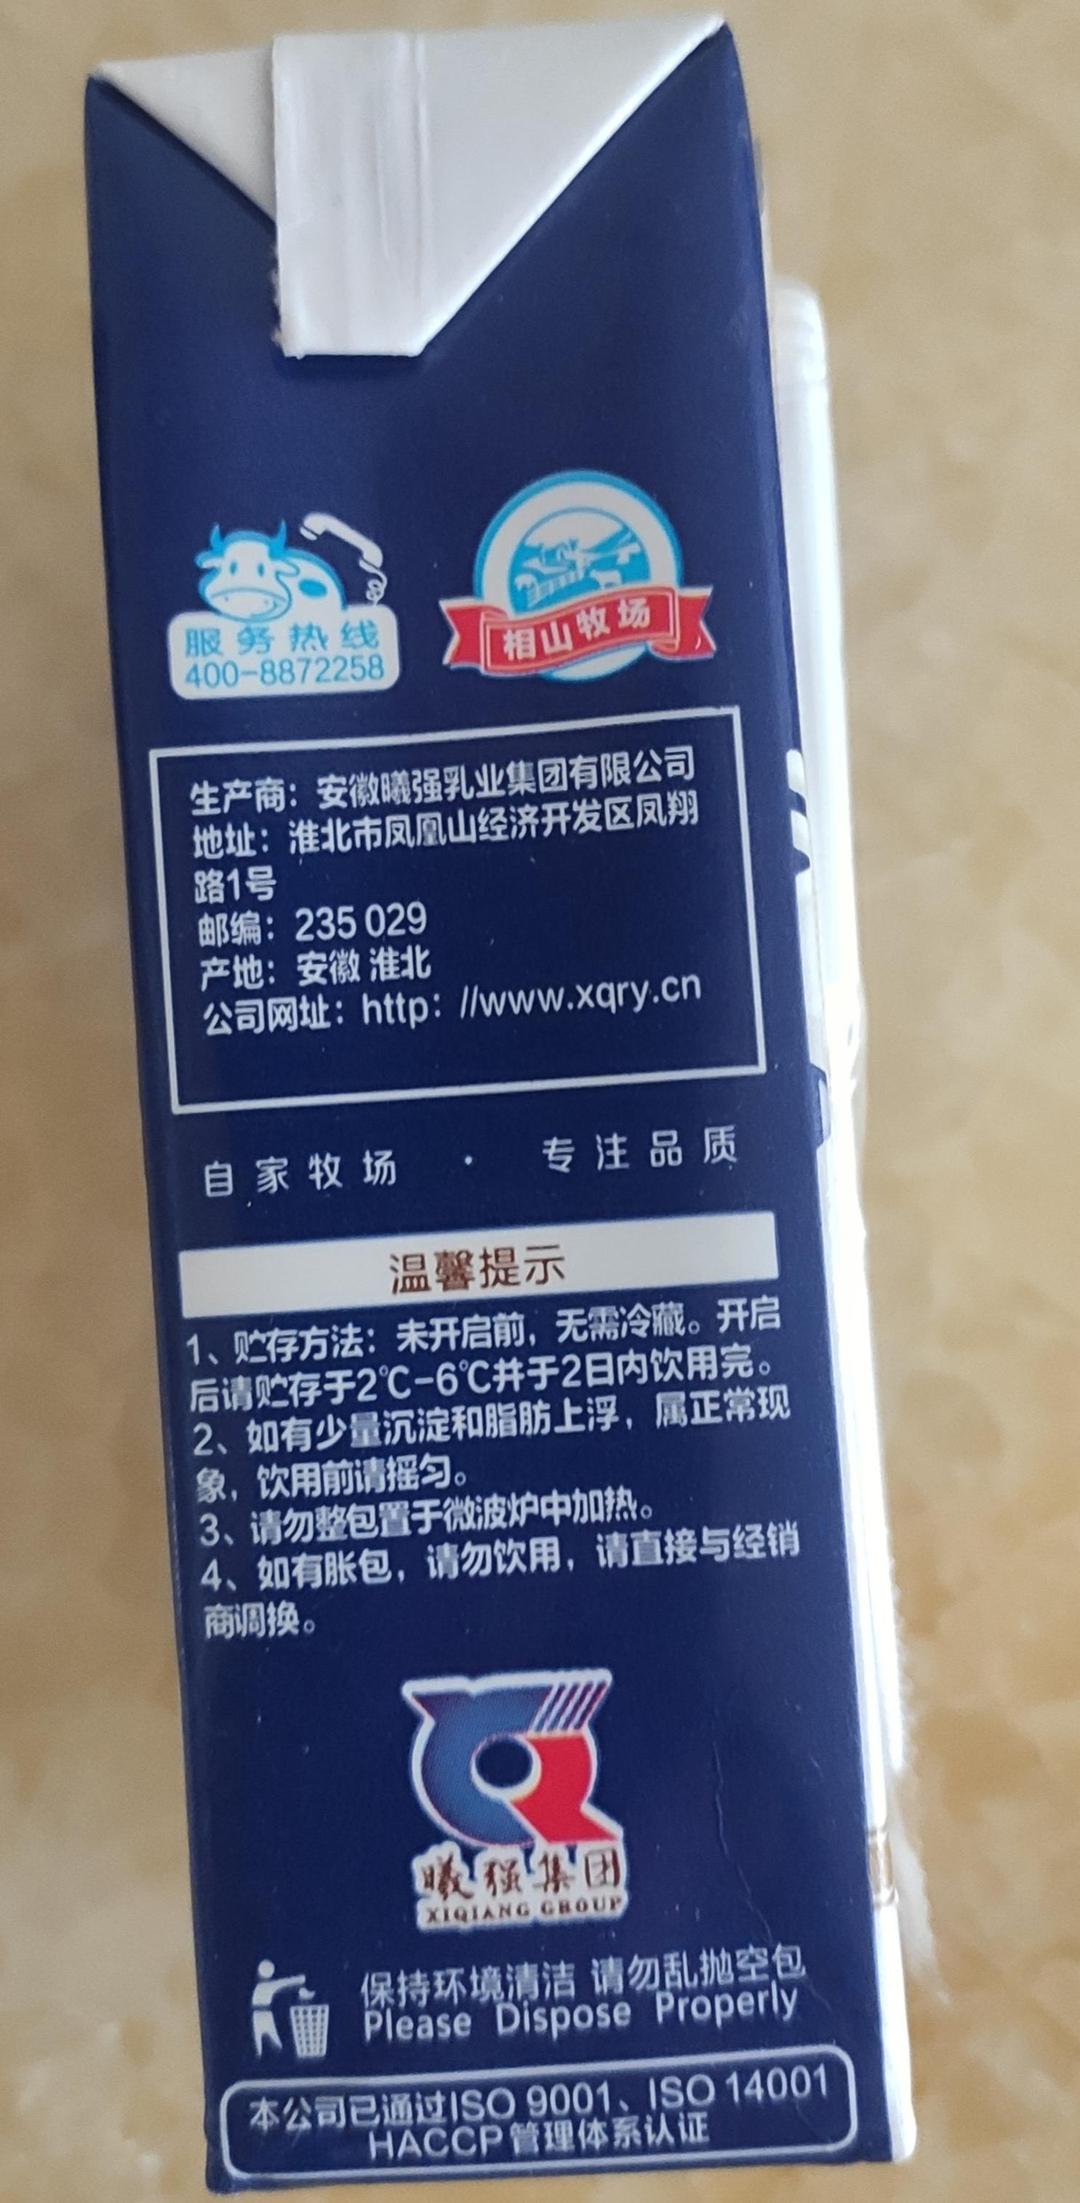 服务热线
400-8872258
相山牧场
生产商：安徽曦强乳业集团有限公司
地址：淮北市凤凰山经济开发区凤翔
路1号
邮编：235 029
产地：安徽 淮北
公司网址：http：//www.xqry.cn
自家牧场 · 专注品质
温馨提示
1、贮存方法：未开启前，无需冷藏。开启
后请贮存于2℃-6℃并于2日内饮用完。
2、如有少量沉淀和脂肪上浮，属正常现
象，饮用前请摇匀。
3、请勿整包置于微波炉中加热。
4、如有胀包，请勿饮用，请直接与经销
商调换。
曦强集团
XIQIANG GROUP
保持环境清洁 请勿乱抛空包
Please Dispose Properly
本公司已通过ISO 9001、ISO 14001
HACCP管理体系认证